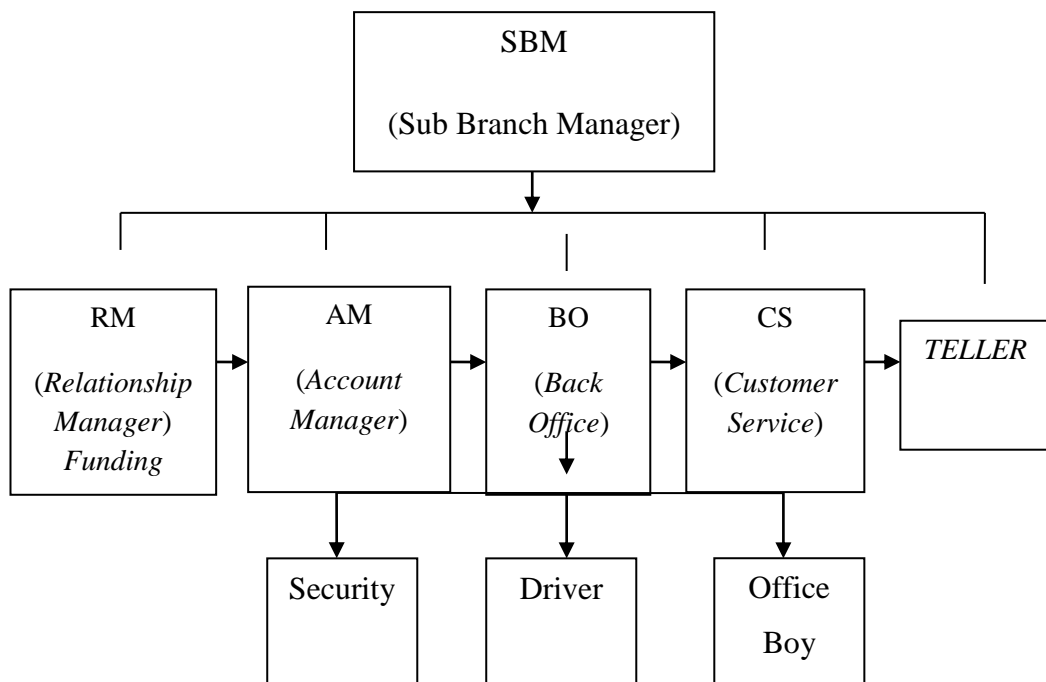 SBM
(Sub Branch Manager)
RM
(Relationship
Manager)
Funding
AM
(Account
Manager)
BO
(Back
Office)
CS
(Customer
Service)
TELLER
Security
Driver
Office
Boy